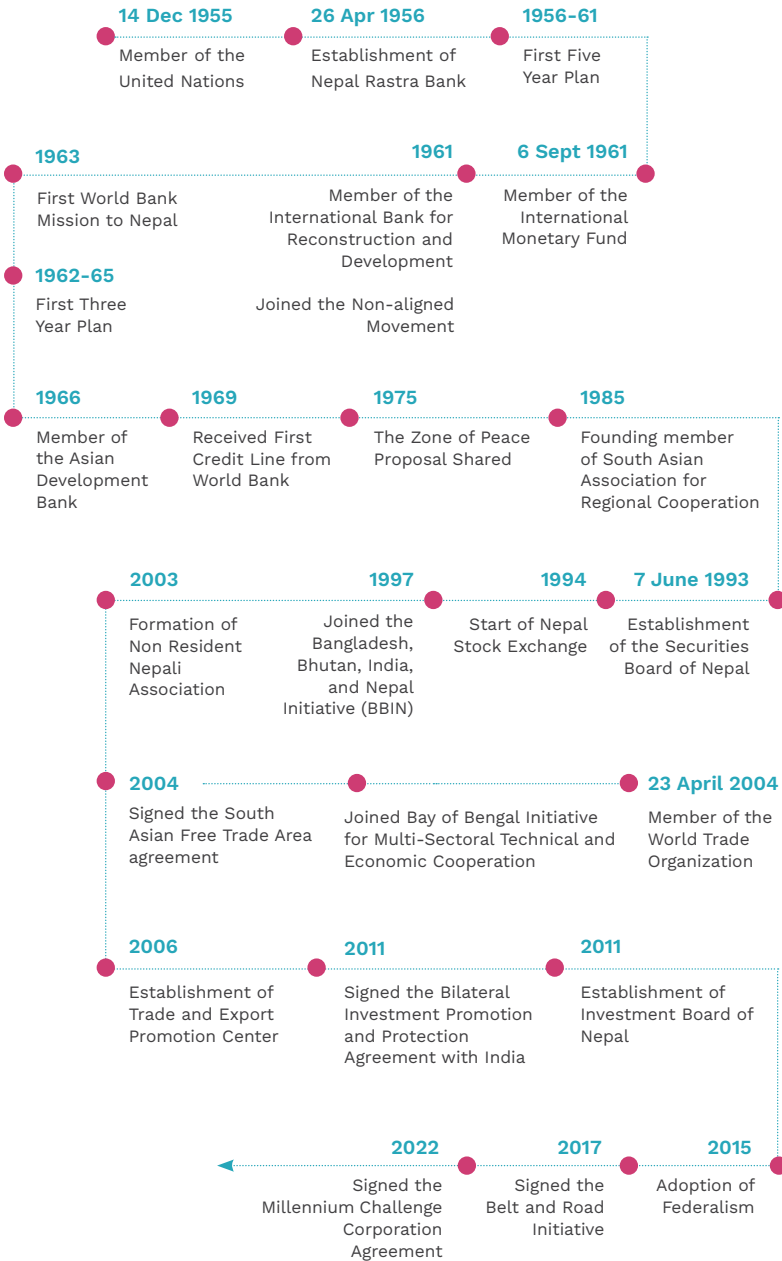 14 Dec 1955
Member of the
United Nations
26 Apr 1956
Establishment of
Nepal Rastra Bank
1956-61
First Five
Year Plan
6 Sept 1961
Member of the
International
Monetary Fund
1961
Member of the
International Bank for
Reconstruction and
Development
Joined the Non-aligned
Movement
1963
First World Bank
Mission to Nepal
1962-65
First Three
Year Plan
1966
Member of
the Asian
Development
Bank
1969
Received First
Credit Line from
World Bank
1975
The Zone of Peace
Proposal Shared
1985
Founding member
of South Asian
Association for
Regional Cooperation
7 June 1993
Establishment
of the Securities
Board of Nepal
1994
Start of Nepal
Stock Exchange
1997
Joined the
Bangladesh,
Bhutan, India,
and Nepal
Initiative (BBIN)
2003
Formation of
Non Resident
Nepali
Association
2004
Signed the South
Asian Free Trade Area
agreement
Joined Bay of Bengal Initiative
for Multi-Sectoral Technical and
Economic Cooperation
23 April 2004
Member of the
World Trade
Organization
2006
Establishment of
Trade and Export
Promotion Center
2011
Signed the Bilateral
Investment Promotion
and Protection
Agreement with India
2011
Establishment of
Investment Board of
Nepal
2015
Adoption of
Federalism
2017
Signed the
Belt and Road
Initiative
2022
Signed the
Millennium Challenge
Corporation
Agreement